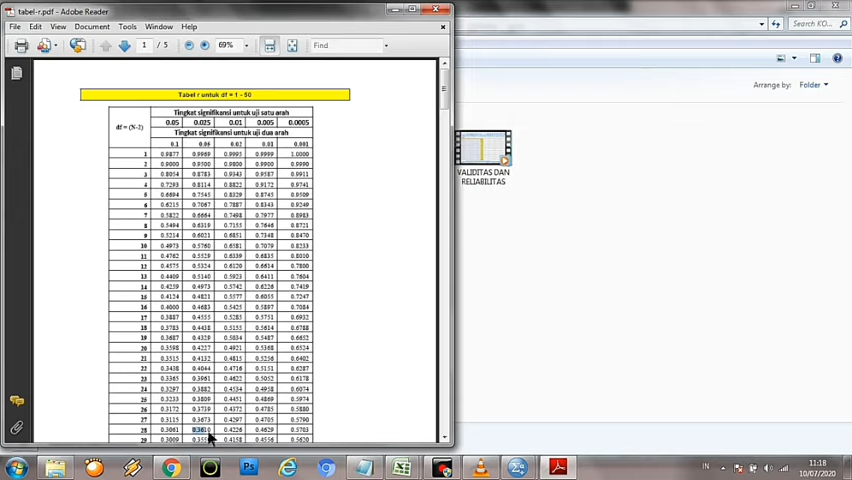 tabel-r.pdf - Adobe Reader
File Edit View Document Tools Window Help
1 / 5 69% Find
Search KO...
Arrange by: Folder
VALIDITAS DAN
RELIABILITAS
Tabel r untuk df = 1 - 50
df = (N-2)
Tingkat signifikansi untuk uji satu arah
0.05 0.025 0.01 0.005 0.0005
Tingkat signifikansi untuk uji dua arah
0.1 0.05 0.02 0.01 0.001
1 0.9877 0.9969 0.9995 0.9999 1.0000
2 0.9000 0.9500 0.9800 0.9900 0.9990
3 0.8054 0.8783 0.9343 0.9587 0.9911
4 0.7293 0.8114 0.8822 0.9172 0.9741
5 0.6694 0.7545 0.8329 0.8745 0.9509
6 0.6215 0.7067 0.7887 0.8343 0.9249
7 0.5822 0.6664 0.7498 0.7977 0.8983
8 0.5494 0.6319 0.7155 0.7646 0.8721
9 0.5214 0.6021 0.6851 0.7348 0.8470
10 0.4973 0.5760 0.6581 0.7079 0.8233
11 0.4762 0.5529 0.6339 0.6835 0.8010
12 0.4575 0.5324 0.6120 0.6614 0.7800
13 0.4409 0.5140 0.5923 0.6411 0.7604
14 0.4259 0.4973 0.5742 0.6226 0.7419
15 0.4124 0.4821 0.5577 0.6055 0.7247
16 0.4000 0.4683 0.5425 0.5897 0.7084
17 0.3887 0.4555 0.5285 0.5751 0.6932
18 0.3783 0.4438 0.5155 0.5614 0.6788
19 0.3687 0.4329 0.5034 0.5487 0.6652
20 0.3598 0.4227 0.4921 0.5368 0.6524
21 0.3515 0.4132 0.4815 0.5256 0.6402
22 0.3438 0.4044 0.4716 0.5151 0.6287
23 0.3365 0.3961 0.4622 0.5052 0.6178
24 0.3297 0.3882 0.4534 0.4958 0.6074
25 0.3233 0.3809 0.4451 0.4869 0.5974
26 0.3172 0.3739 0.4372 0.4785 0.5880
27 0.3115 0.3673 0.4297 0.4705 0.5790
28 0.3061 0.3610 0.4226 0.4629 0.5703
29 0.3009 0.4158 0.4556 0.5620
IN
11:18
10/07/2020